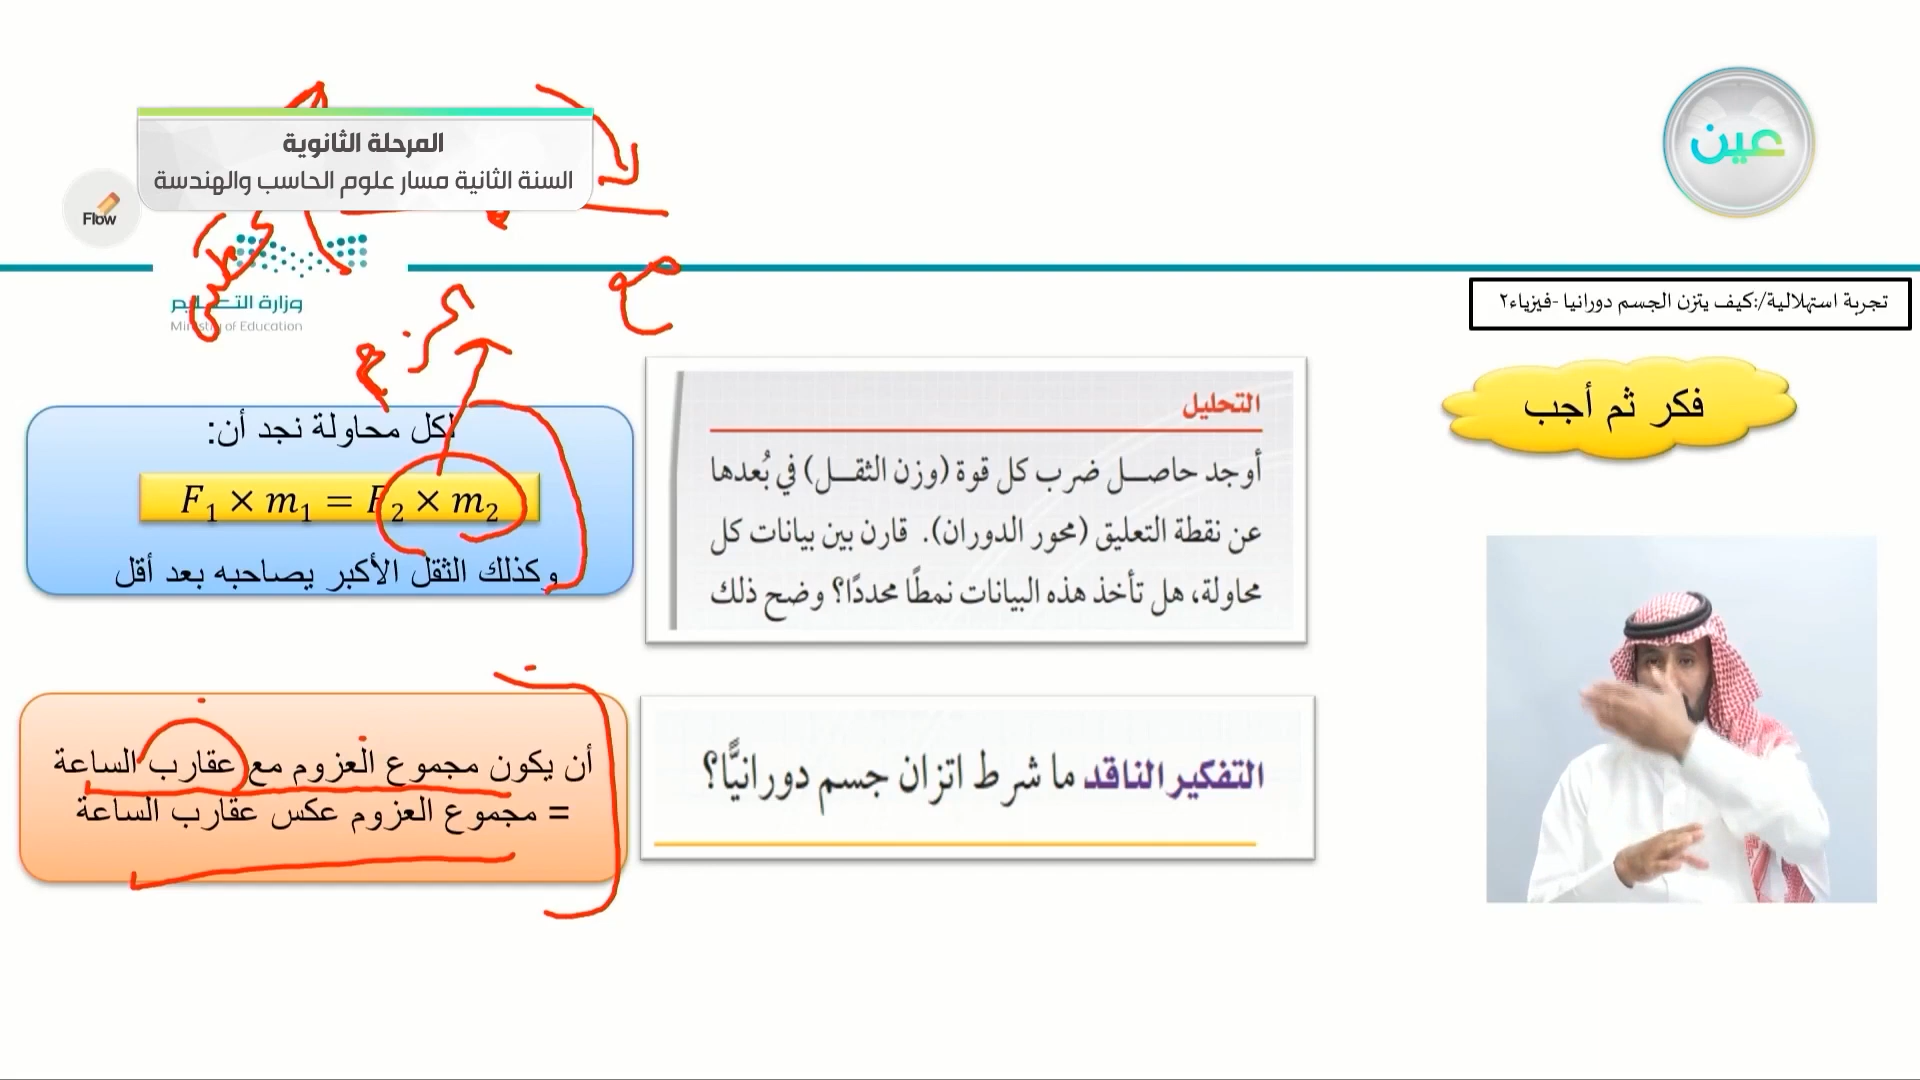 المرحلة الثانوية
السنة الثانية مسار علوم الحاسب والهندسة
عين
Flow
وزارة التعليم
Ministry of Education
تجربة استهلالية/:كيف يتزن الجسم دورانيا -فيزياء٢
فكر ثم أجب
التحليل
أوجد حاصل ضرب كل قوة (وزن الثقل) في بُعدها
عن نقطة التعليق (محور الدوران). قارن بين بيانات كل
محاولة، هل تأخذ هذه البيانات نمطًا محددًا؟ وضح ذلك
لكل محاولة نجد أن:
F₁ × m₁ = F₂ × m₂
وكذلك الثقل الأكبر يصاحبه بعد أقل
التفكير الناقد ما شرط اتزان جسم دورانيًّا؟
أن يكون مجموع العزوم مع عقارب الساعة
= مجموع العزوم عكس عقارب الساعة